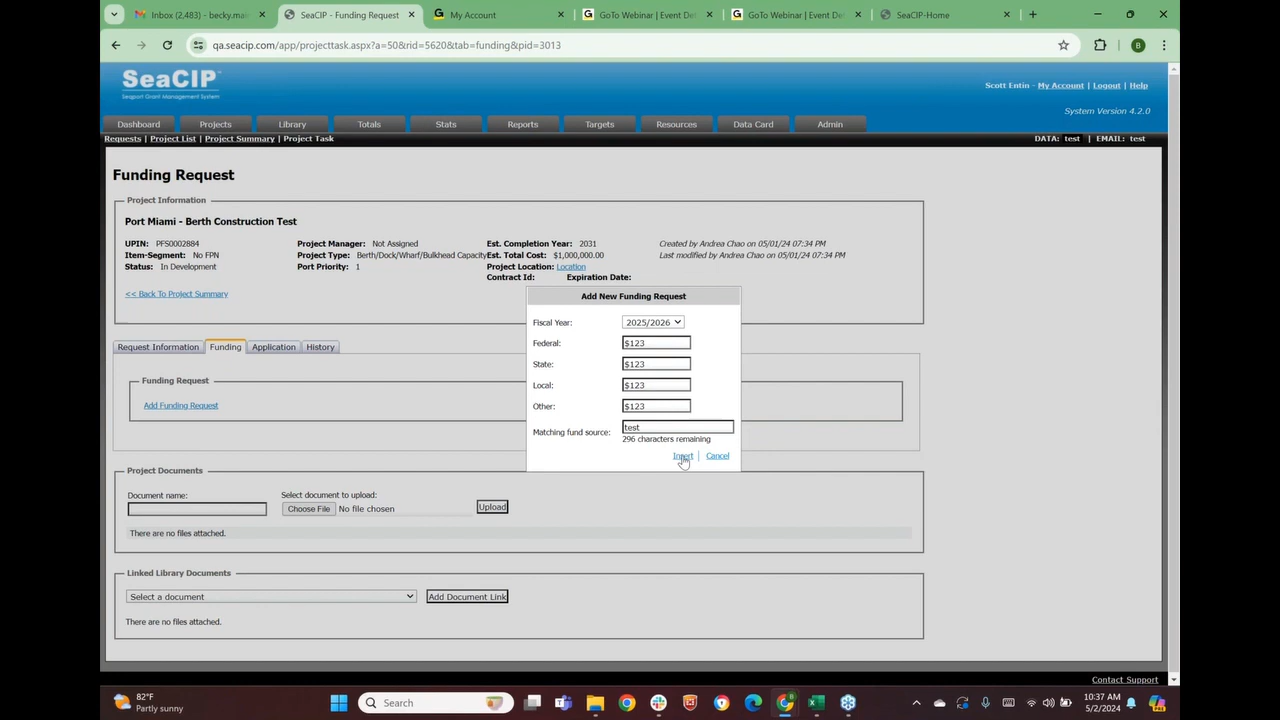 Inbox (2,483) - becky.mai
SeaCIP - Funding Request
My Account
GoTo Webinar | Event Det
GoTo Webinar | Event Det
SeaCIP-Home
qa.seacip.com/app/projecttask.aspx?a=50&rid=5620&tab=funding&pid=3013
B
SeaCIP
Seaport Grant Management System
Scott Entin - My Account | Logout | Help
System Version 4.2.0
Dashboard Projects Library Totals Stats Reports Targets Resources Data Card Admin
Requests | Project List | Project Summary | Project Task
DATA: test | EMAIL: test
Funding Request
Project Information
Port Miami - Berth Construction Test
UPIN: PFS0002884 Project Manager: Not Assigned Est. Completion Year: 2031 Created by Andrea Chao on 05/01/24 07:34 PM
Item-Segment: No FPN Project Type: Berth/Dock/Wharf/Bulkhead Capacity Est. Total Cost: $1,000,000.00 Last modified by Andrea Chao on 05/01/24 07:34 PM
Status: In Development Port Priority: 1 Project Location: Location
Contract Id: Expiration Date:
<< Back To Project Summary
Add New Funding Request
Fiscal Year: 2025/2026
Federal: $123
State: $123
Local: $123
Other: $123
Matching fund source: test
296 characters remaining
Insert | Cancel
Request Information Funding Application History
Funding Request
Add Funding Request
Project Documents
Document name: Select document to upload:
Choose File No file chosen Upload
There are no files attached.
Linked Library Documents
Select a document Add Document Link
There are no files attached.
Contact Support
82°F
Partly sunny
Search
10:37 AM
5/2/2024